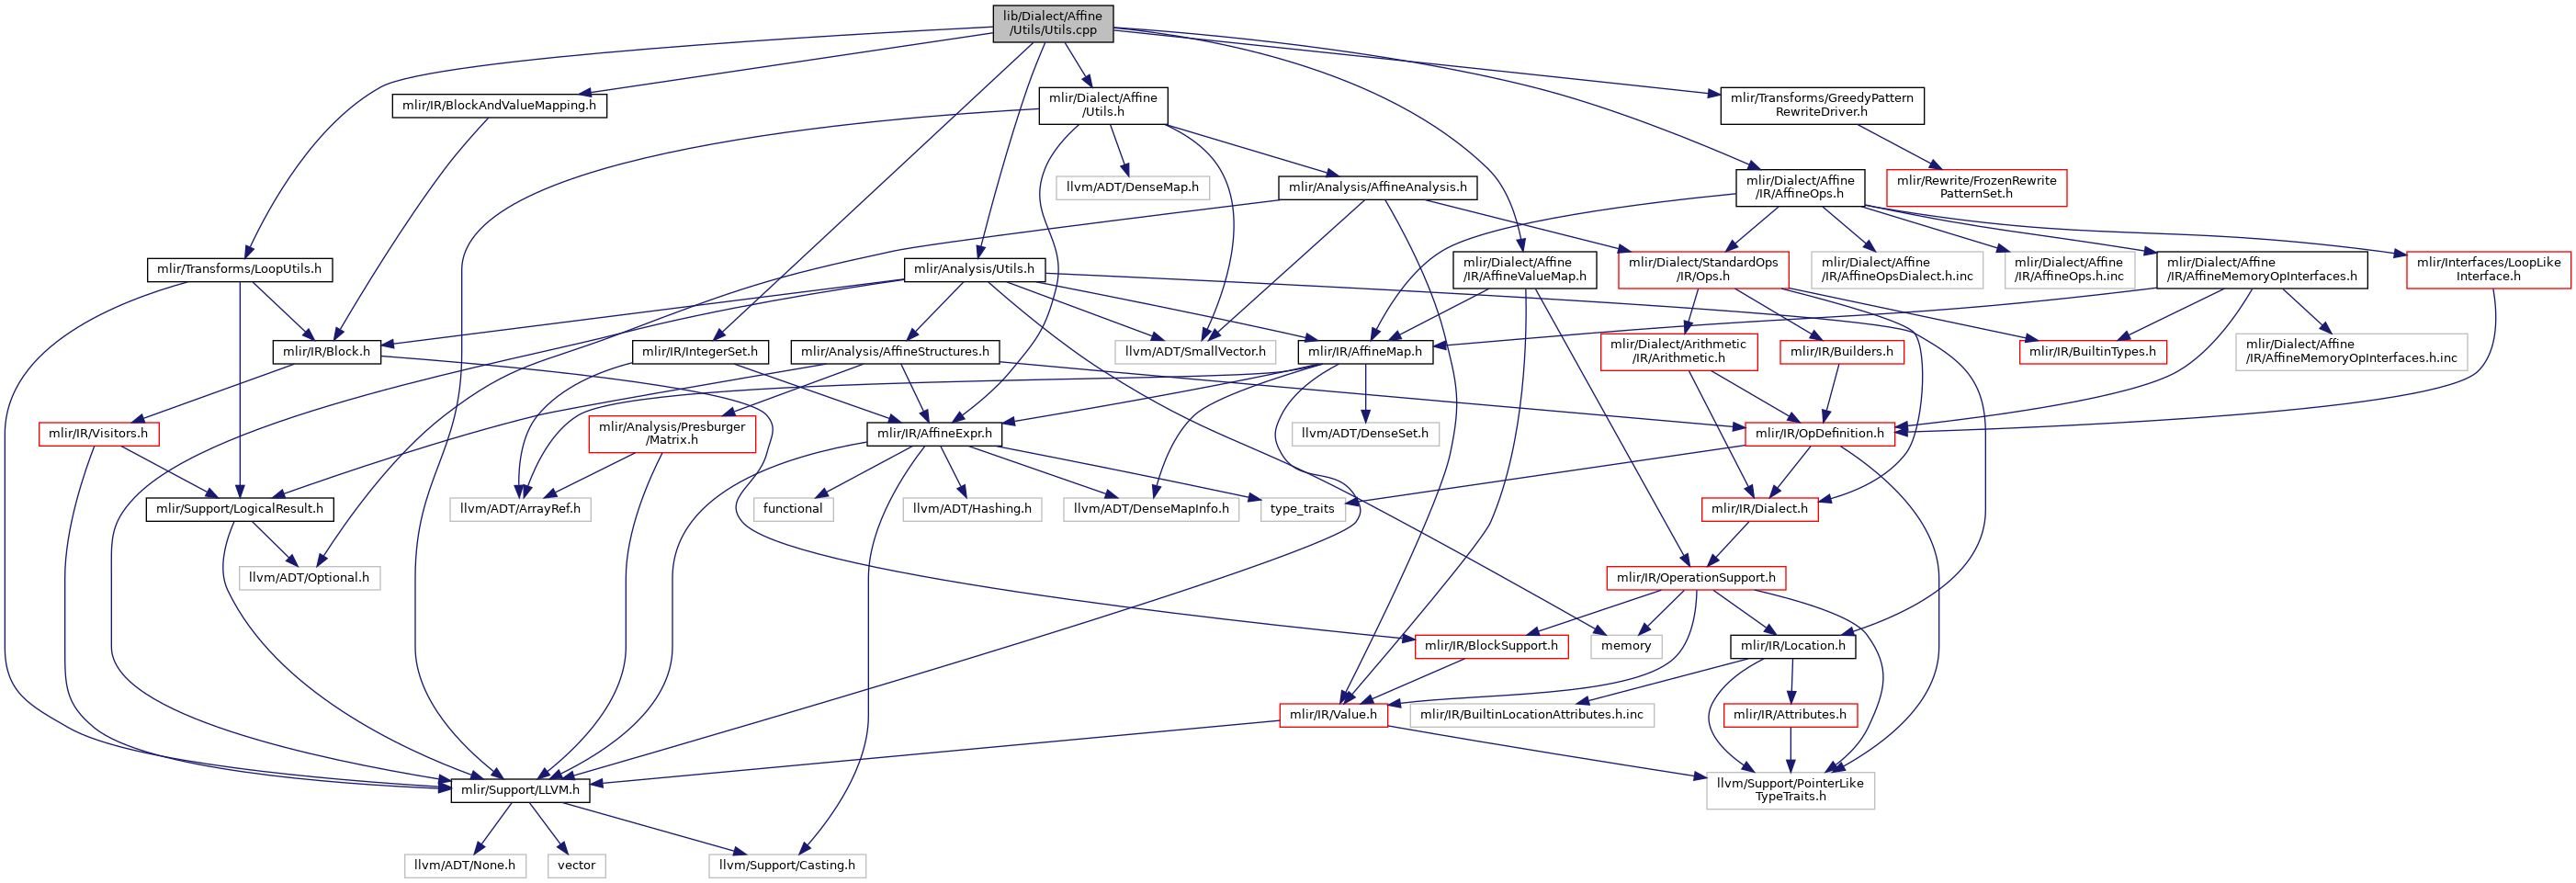 lib/Dialect/Affine
/Utils/Utils.cpp
mlir/IR/BlockAndValueMapping.h
mlir/Dialect/Affine
/Utils.h
mlir/Transforms/GreedyPattern
RewriteDriver.h
llvm/ADT/DenseMap.h
mlir/Analysis/AffineAnalysis.h
mlir/Dialect/Affine
/IR/AffineOps.h
mlir/Rewrite/FrozenRewrite
PatternSet.h
mlir/Transforms/LoopUtils.h
mlir/Analysis/Utils.h
mlir/Dialect/Affine
/IR/AffineValueMap.h
mlir/Dialect/StandardOps
/IR/Ops.h
mlir/Dialect/Affine
/IR/AffineOpsDialect.h.inc
mlir/Dialect/Affine
/IR/AffineOps.h.inc
mlir/Dialect/Affine
/IR/AffineMemoryOpInterfaces.h
mlir/Interfaces/LoopLike
Interface.h
mlir/IR/Block.h
mlir/IR/IntegerSet.h
mlir/Analysis/AffineStructures.h
llvm/ADT/SmallVector.h
mlir/IR/AffineMap.h
mlir/Dialect/Arithmetic
/IR/Arithmetic.h
mlir/IR/Builders.h
mlir/IR/BuiltinTypes.h
mlir/Dialect/Affine
/IR/AffineMemoryOpInterfaces.h.inc
mlir/IR/Visitors.h
mlir/Analysis/Presburger
/Matrix.h
mlir/IR/AffineExpr.h
llvm/ADT/DenseSet.h
mlir/IR/OpDefinition.h
mlir/Support/LogicalResult.h
llvm/ADT/ArrayRef.h
functional
llvm/ADT/Hashing.h
llvm/ADT/DenseMapInfo.h
type_traits
mlir/IR/Dialect.h
llvm/ADT/Optional.h
mlir/IR/OperationSupport.h
mlir/IR/BlockSupport.h
memory
mlir/IR/Location.h
mlir/IR/Value.h
mlir/IR/BuiltinLocationAttributes.h.inc
mlir/IR/Attributes.h
mlir/Support/LLVM.h
llvm/Support/PointerLike
TypeTraits.h
llvm/ADT/None.h
vector
llvm/Support/Casting.h